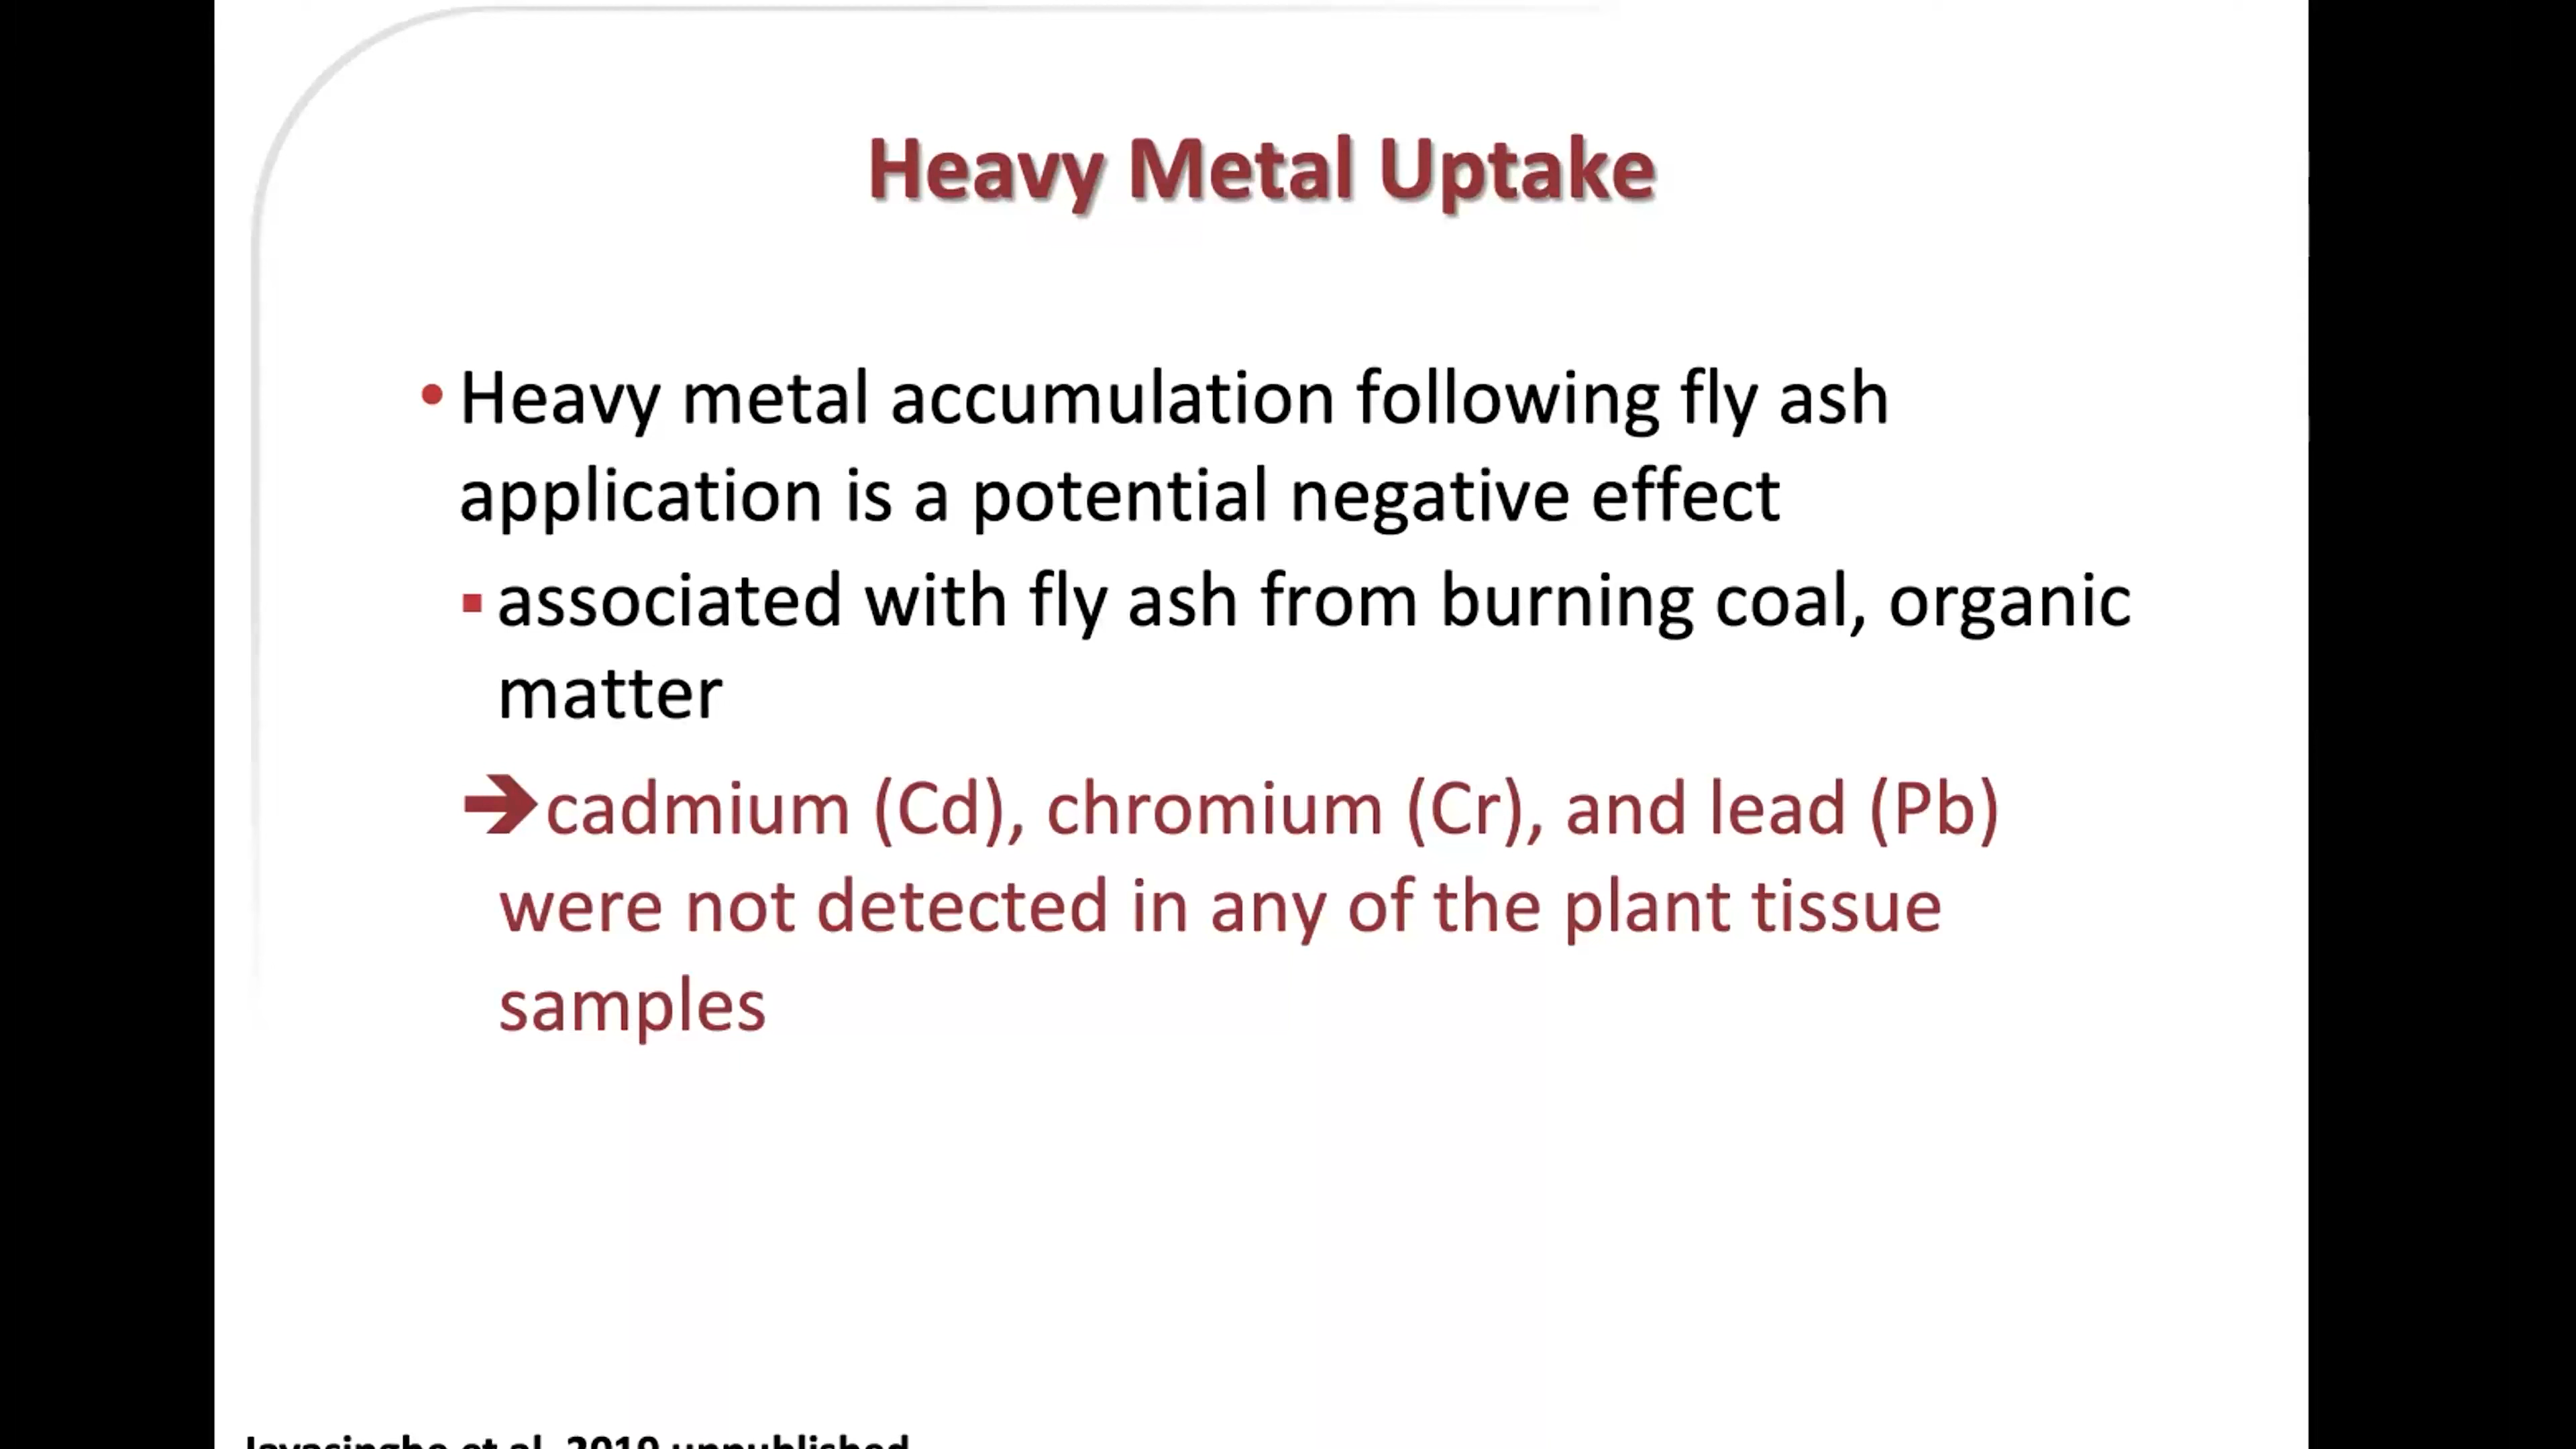 Heavy Metal Uptake
• Heavy metal accumulation following fly ash
application is a potential negative effect
▪ associated with fly ash from burning coal, organic
matter
➔cadmium (Cd), chromium (Cr), and lead (Pb)
were not detected in any of the plant tissue
samples
Jayasinghe et al. 2019 unpublished